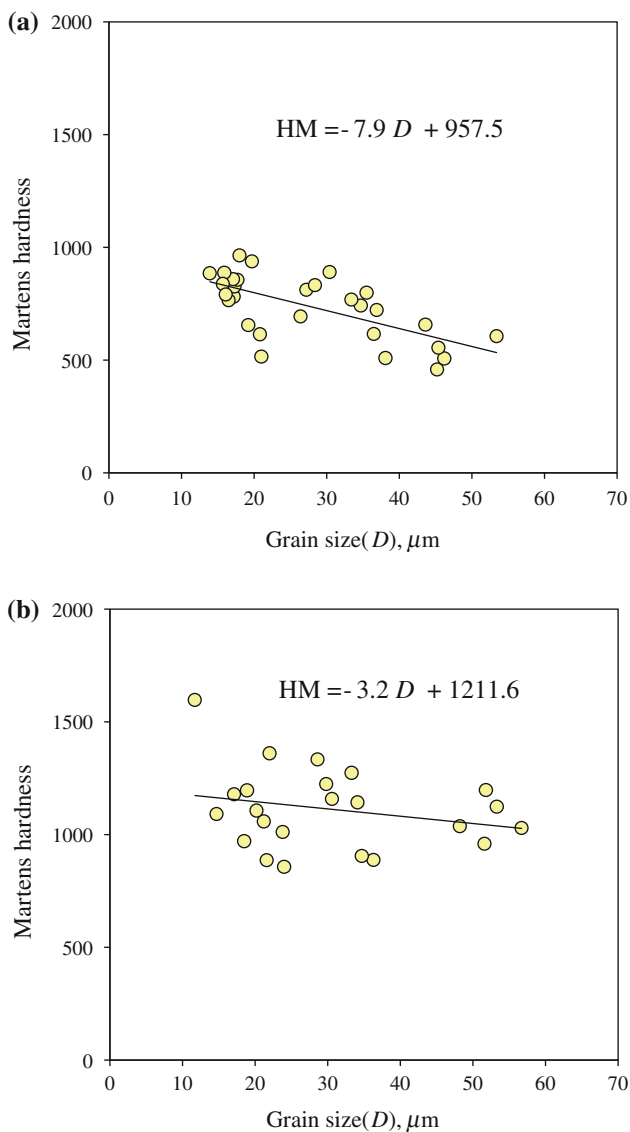 (a)
2000
1500
1000
500
0
HM = - 7.9 D + 957.5
Martens hardness
0 10 20 30 40 50 60 70
Grain size(D), μm
(b)
2000
1500
1000
500
0
HM = - 3.2 D + 1211.6
Martens hardness
0 10 20 30 40 50 60 70
Grain size(D), μm